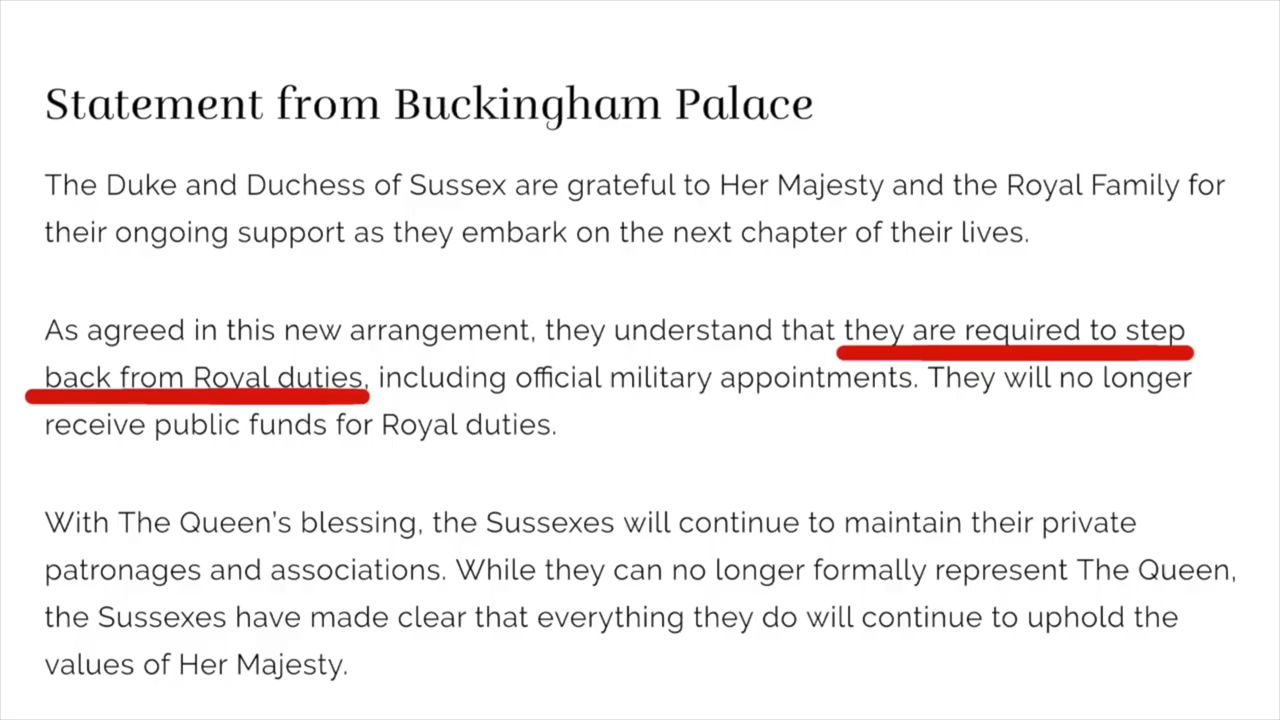 Statement from Buckingham Palace
The Duke and Duchess of Sussex are grateful to Her Majesty and the Royal Family for
their ongoing support as they embark on the next chapter of their lives.
As agreed in this new arrangement, they understand that they are required to step
back from Royal duties, including official military appointments. They will no longer
receive public funds for Royal duties.
With The Queen’s blessing, the Sussexes will continue to maintain their private
patronages and associations. While they can no longer formally represent The Queen,
the Sussexes have made clear that everything they do will continue to uphold the
values of Her Majesty.